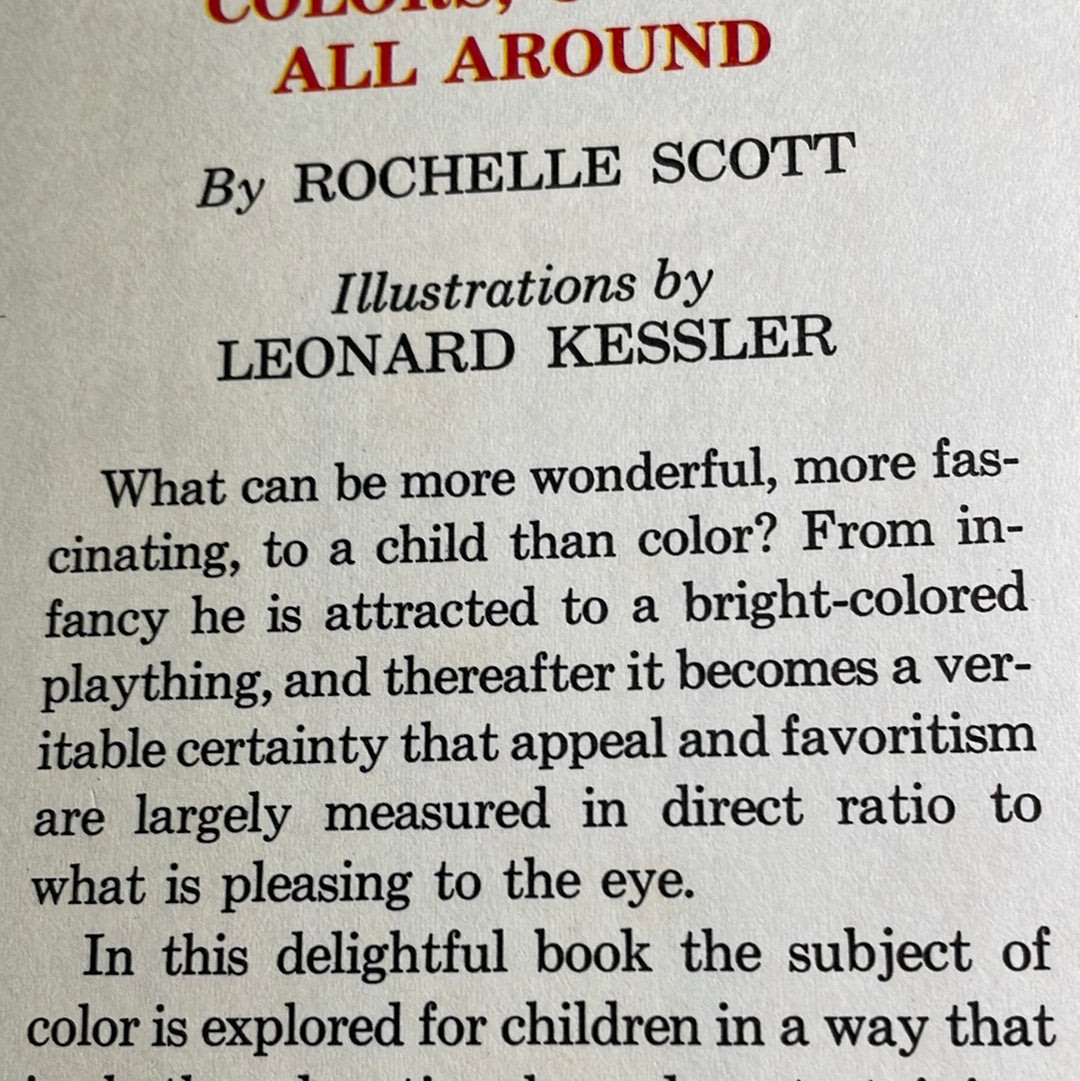 COLORS,
ALL AROUND
By ROCHELLE SCOTT
Illustrations by
LEONARD KESSLER
What can be more wonderful, more fas-
cinating, to a child than color? From in-
fancy he is attracted to a bright-colored
plaything, and thereafter it becomes a ver-
itable certainty that appeal and favoritism
are largely measured in direct ratio to
what is pleasing to the eye.
In this delightful book the subject of
color is explored for children in a way that